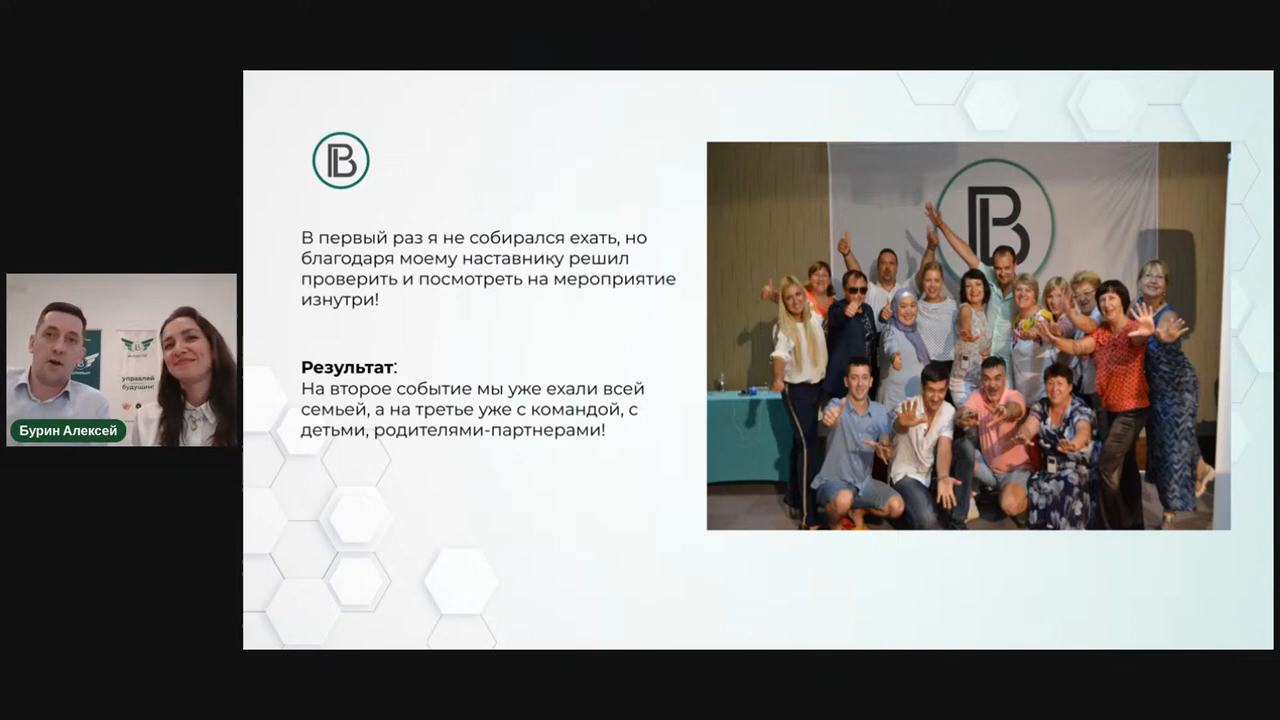 В первый раз я не собирался ехать, но
благодаря моему наставнику решил
проверить и посмотреть на мероприятие
изнутри!
Результат:
На второе событие мы уже ехали всей
семьей, а на третье уже с командой, с
детьми, родителями-партнерами!
управляй
будущим
Бурин Алексей